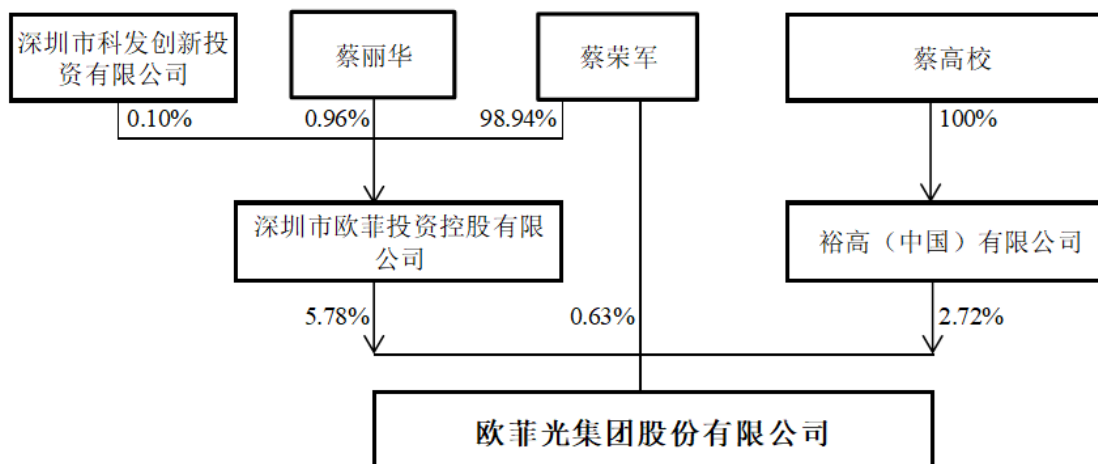 深圳市科发创新投
资有限公司
蔡丽华
蔡荣军
蔡高校
0.10%
0.96%
98.94%
100%
深圳市欧菲投资控股有限
公司
裕高（中国）有限公司
5.78%
0.63%
2.72%
欧菲光集团股份有限公司